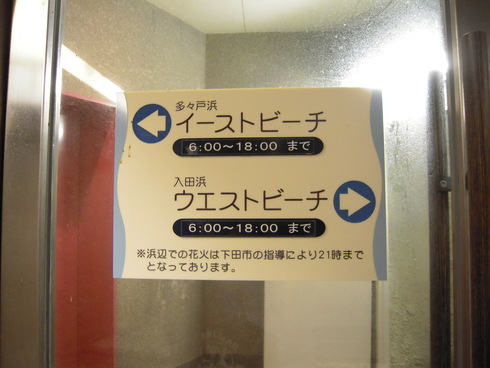 多々戸浜
イーストビーチ
6:00〜18:00 まで
入田浜
ウエストビーチ
6:00〜18:00 まで
※浜辺での花火は下田市の指導により21時まで
となっております。